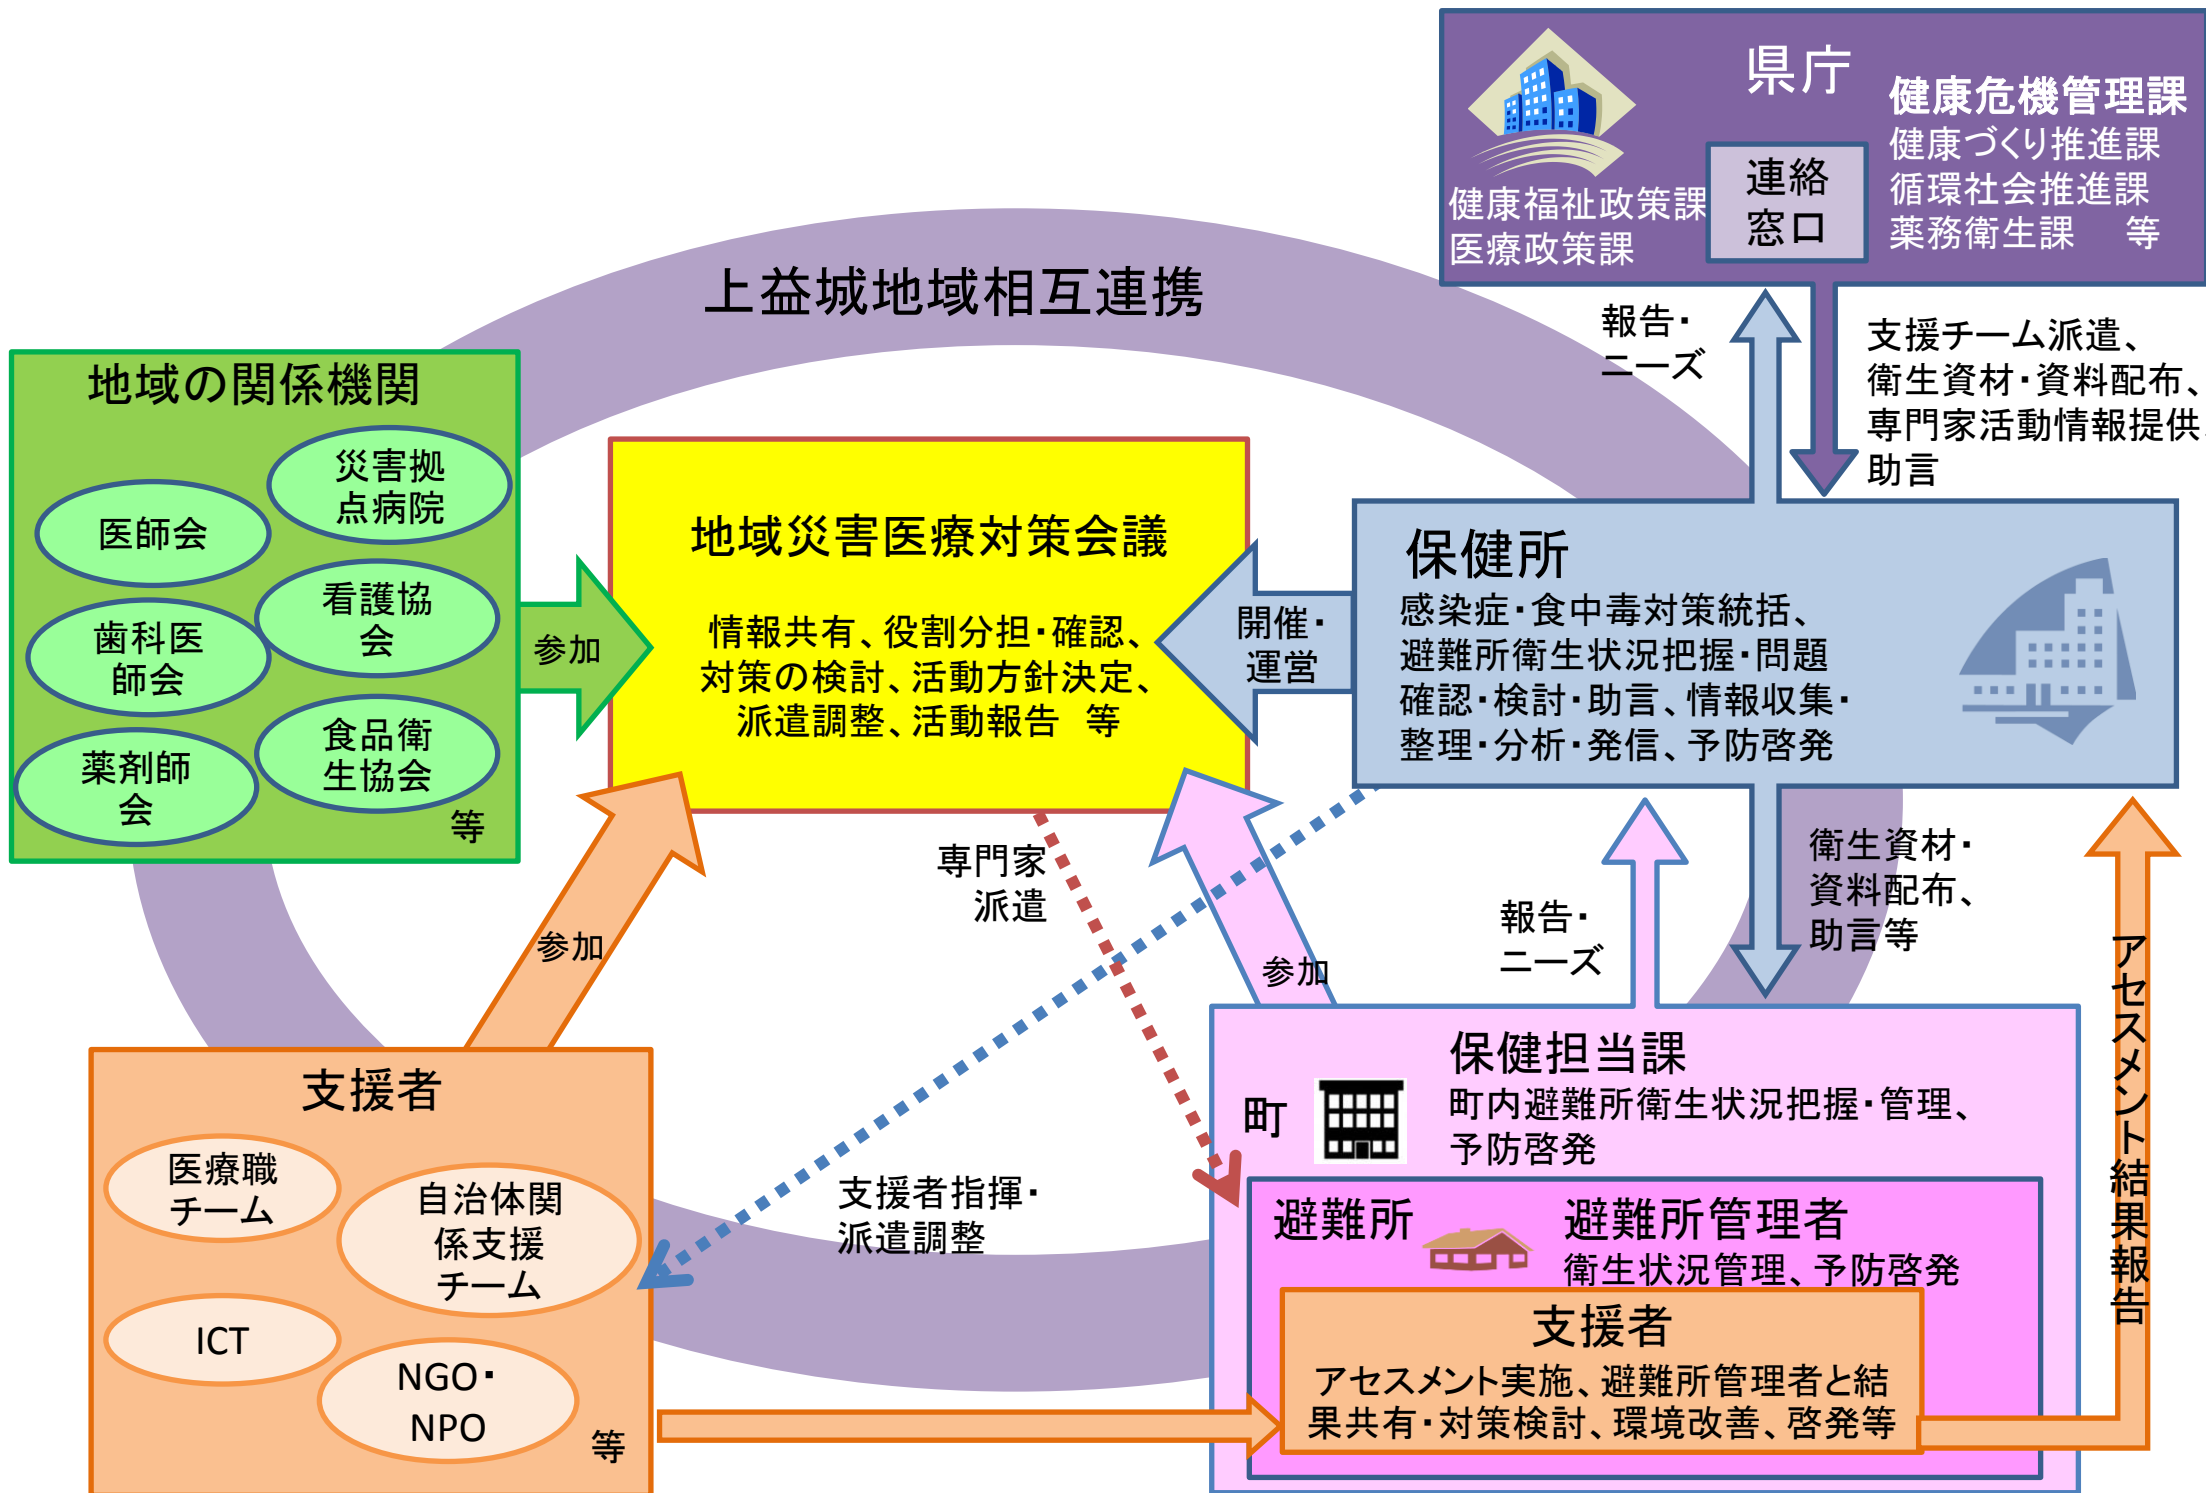 県庁
健康危機管理課
健康づくり推進課
循環社会推進課
薬務衛生課　等
連絡
窓口
健康福祉政策課
医療政策課
上益城地域相互連携
報告・
ニーズ
支援チーム派遣、
衛生資材・資料配布、
専門家活動情報提供、
助言
地域の関係機関
災害拠
点病院
医師会
看護協
会
歯科医
師会
食品衛
生協会
薬剤師
会
等
参加
地域災害医療対策会議
情報共有、役割分担・確認、
対策の検討、活動方針決定、
派遣調整、活動報告　等
開催・
運営
保健所
感染症・食中毒対策統括、
避難所衛生状況把握・問題
確認・検討・助言、情報収集・
整理・分析・発信、予防啓発
専門家
派遣
参加
参加
報告・
ニーズ
衛生資材・
資料配布、
助言等
アセスメント結果報告
支援者
医療職
チーム
自治体関
係支援
チーム
ICT
NGO・
NPO
等
支援者指揮・
派遣調整
町
保健担当課
町内避難所衛生状況把握・管理、
予防啓発
避難所
避難所管理者
衛生状況管理、予防啓発
支援者
アセスメント実施、避難所管理者と結
果共有・対策検討、環境改善、啓発等